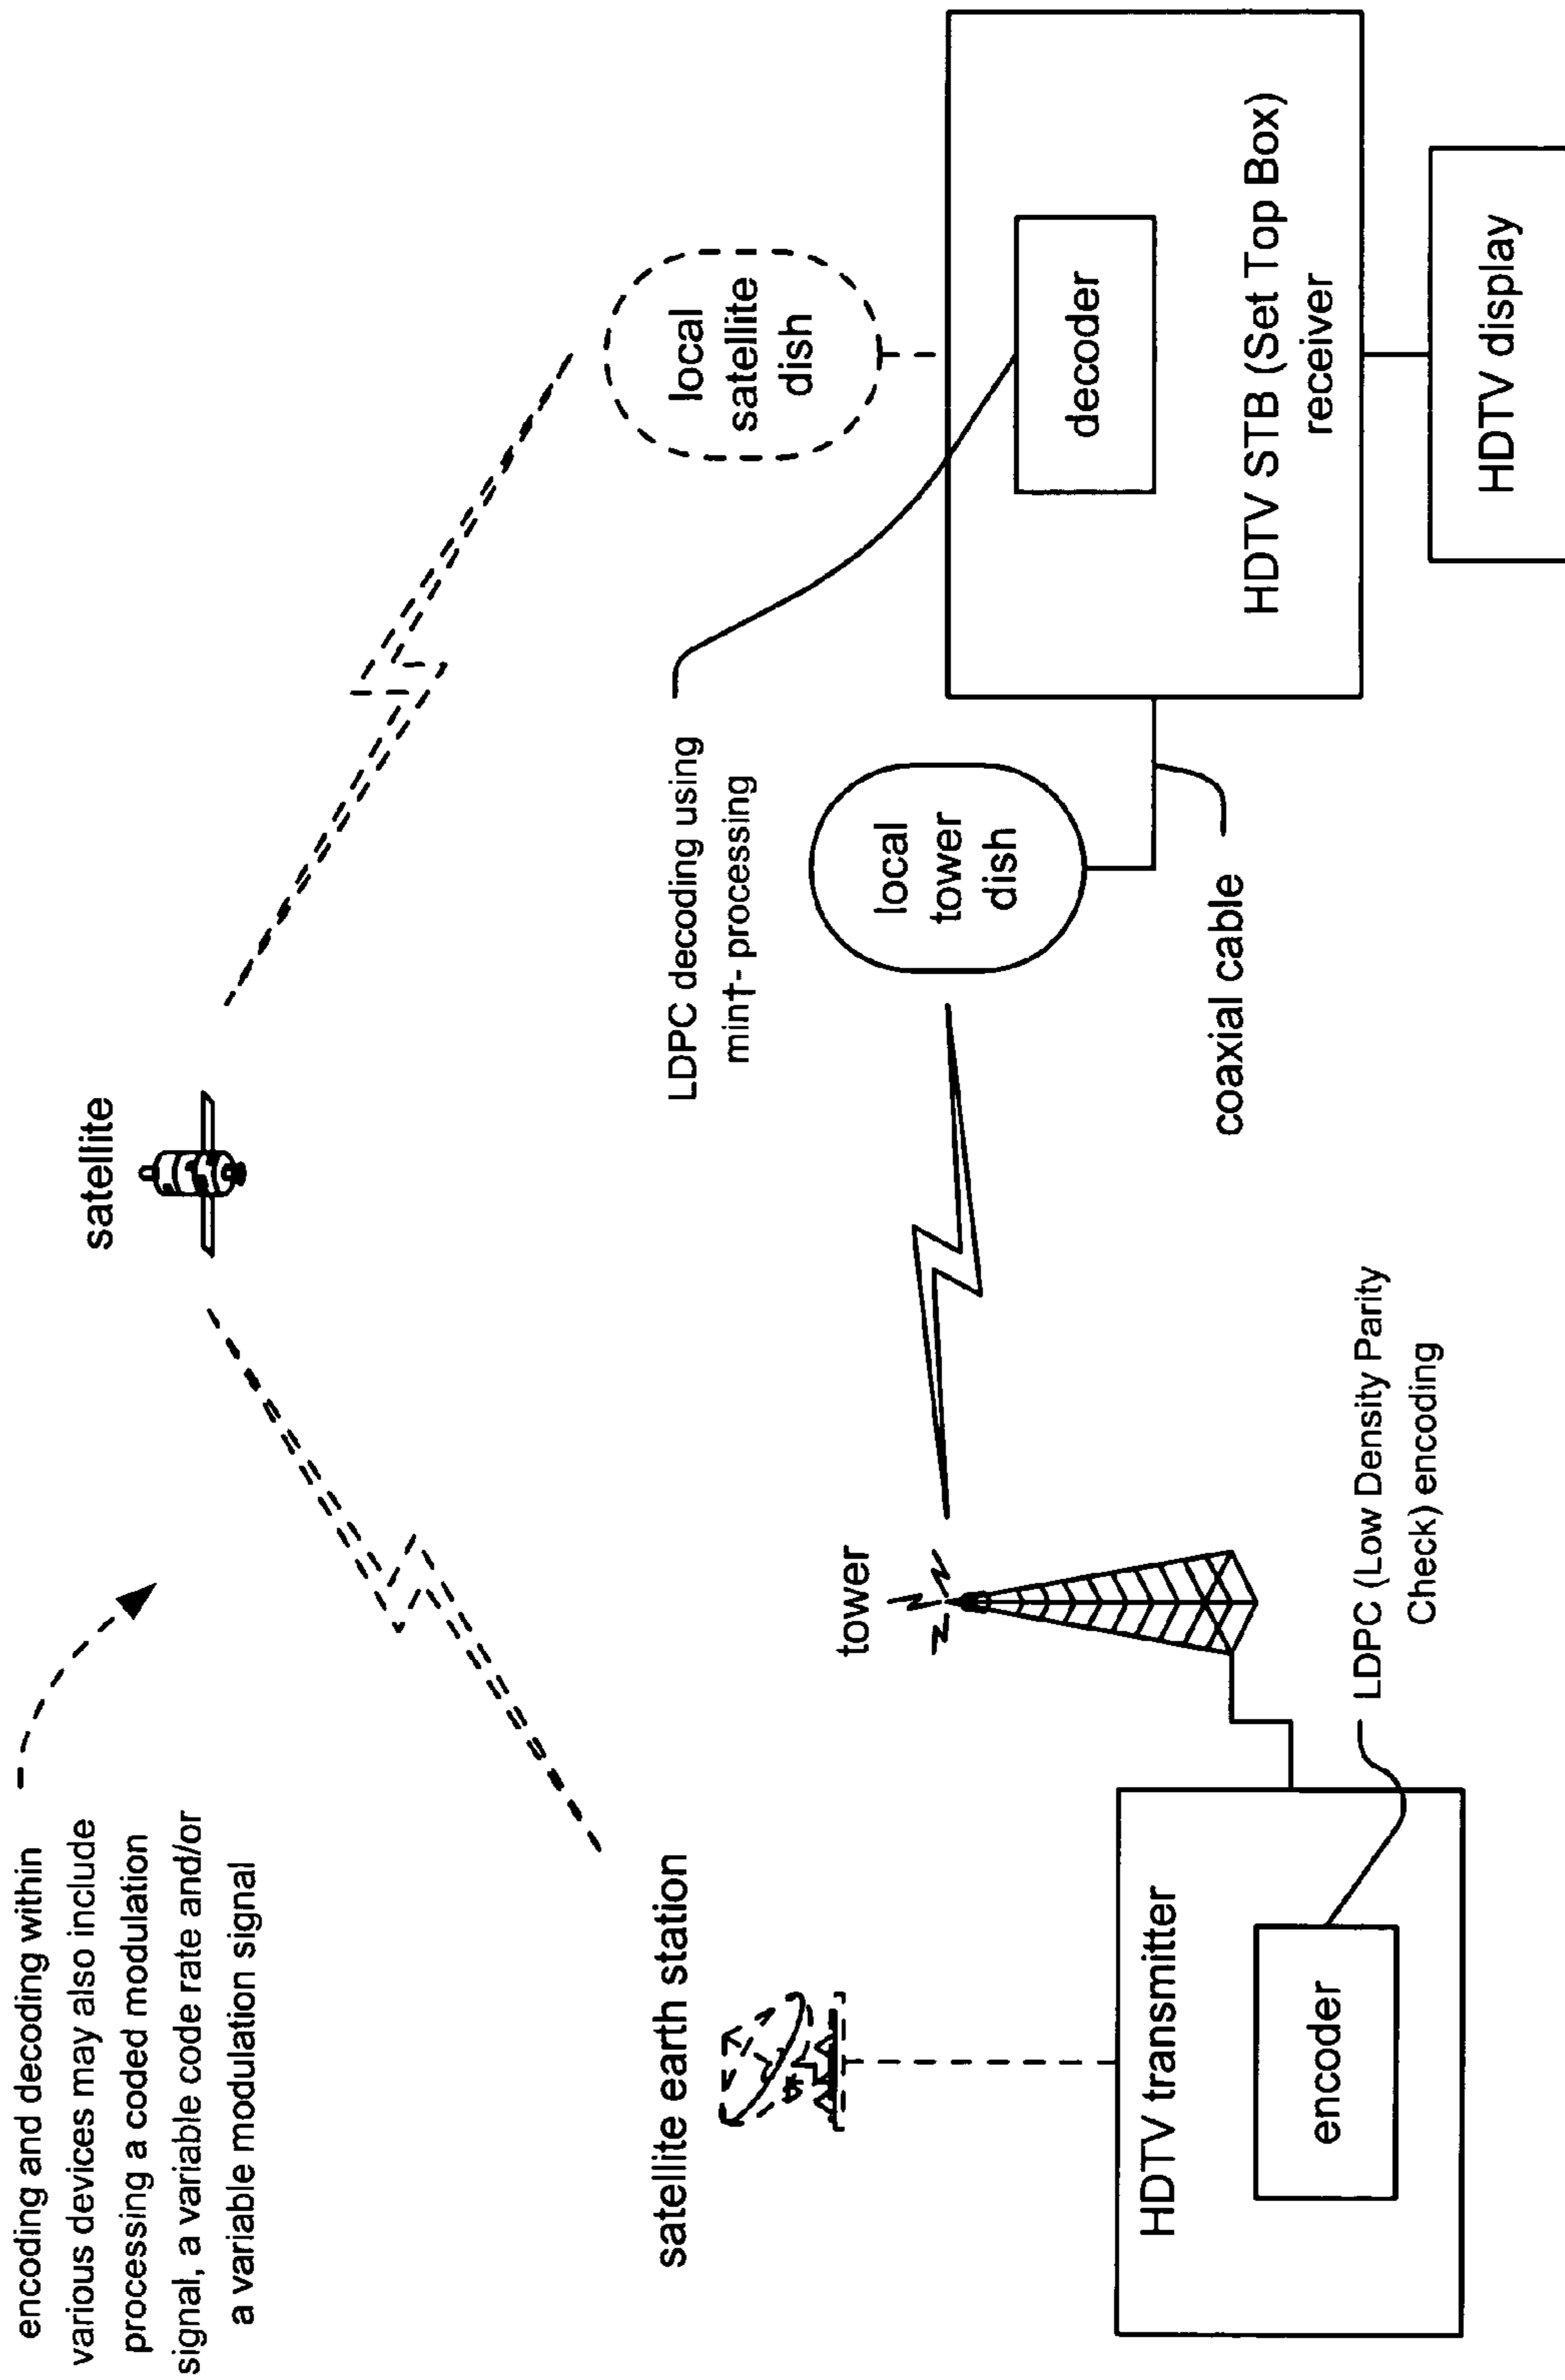 encoding and decoding within
various devices may also include
processing a coded modulation
signal, a variable code rate and/or
a variable modulation signal
satellite
satellite earth station
HDTV transmitter
encoder
tower
LDPC (Low Density Parity
Check) encoding
LDPC decoding using
min†- processing
local
tower
dish
coaxial cable
local
satellite
dish
decoder
HDTV STB (Set Top Box)
receiver
HDTV display